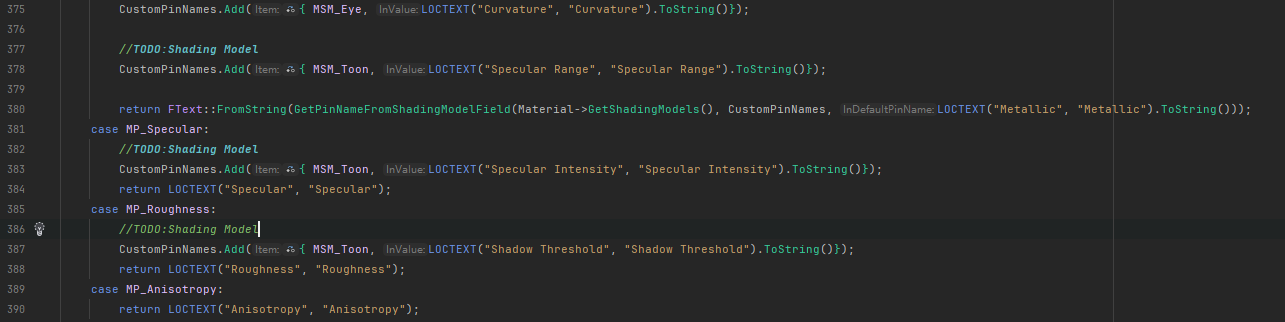 375 CustomPinNames.Add(Item: { MSM_Eye, InValue: LOCTEXT("Curvature", "Curvature").ToString()});
376
377 //TODO:Shading Model
378 CustomPinNames.Add(Item: { MSM_Toon, InValue: LOCTEXT("Specular Range", "Specular Range").ToString()});
379
380 return FText::FromString(GetPinNameFromShadingModelField(Material->GetShadingModels(), CustomPinNames, InDefaultPinName: LOCTEXT("Metallic", "Metallic").ToString()));
381 case MP_Specular:
382 //TODO:Shading Model
383 CustomPinNames.Add(Item: { MSM_Toon, InValue: LOCTEXT("Specular Intensity", "Specular Intensity").ToString()});
384 return LOCTEXT("Specular", "Specular");
385 case MP_Roughness:
386 //TODO:Shading Model
387 CustomPinNames.Add(Item: { MSM_Toon, InValue: LOCTEXT("Shadow Threshold", "Shadow Threshold").ToString()});
388 return LOCTEXT("Roughness", "Roughness");
389 case MP_Anisotropy:
390 return LOCTEXT("Anisotropy", "Anisotropy");